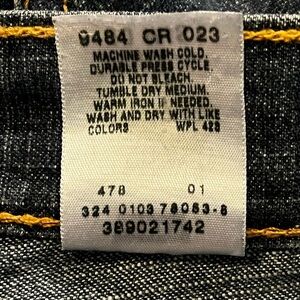 9484 CR 023
MACHINE WASH COLD.
DURABLE PRESS CYCLE
DO NOT BLEACH.
TUMBLE DRY MEDIUM.
WARM IRON IF NEEDED.
WASH AND DRY WITH LIKE
COLORS WPL 423
478 01
324 0103 78053-8
389021742